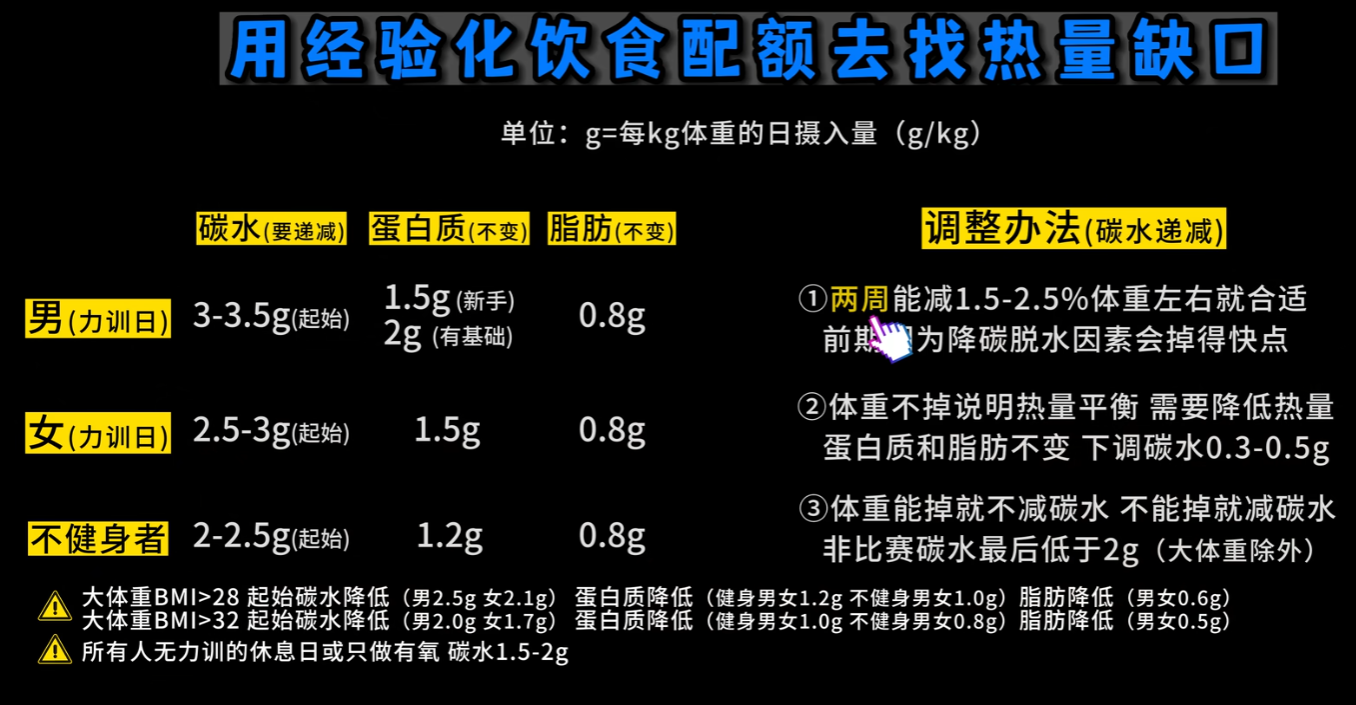 用经验化饮食配额去找热量缺口
单位：g=每kg体重的日摄入量（g/kg）
碳水(要递减) 蛋白质(不变) 脂肪(不变)
男(力训日) 3-3.5g(起始) 1.5g(新手) 2g (有基础) 0.8g
女(力训日) 2.5-3g(起始) 1.5g 0.8g
不健身者 2-2.5g(起始) 1.2g 0.8g
调整办法(碳水递减)
①两周能减1.5-2.5%体重左右就合适
前期因为降碳脱水因素会掉得快点
②体重不掉说明热量平衡 需要降低热量
蛋白质和脂肪不变 下调碳水0.3-0.5g
③体重能掉就不减碳水 不能掉就减碳水
非比赛碳水最后低于2g（大体重除外）
大体重BMI>28 起始碳水降低（男2.5g 女2.1g） 蛋白质降低（健身男女1.2g 不健身男女1.0g）脂肪降低（男女0.6g）
大体重BMI>32 起始碳水降低（男2.0g 女1.7g） 蛋白质降低（健身男女1.0g 不健身男女0.8g）脂肪降低（男女0.5g）
所有人无力训的休息日或只做有氧 碳水1.5-2g